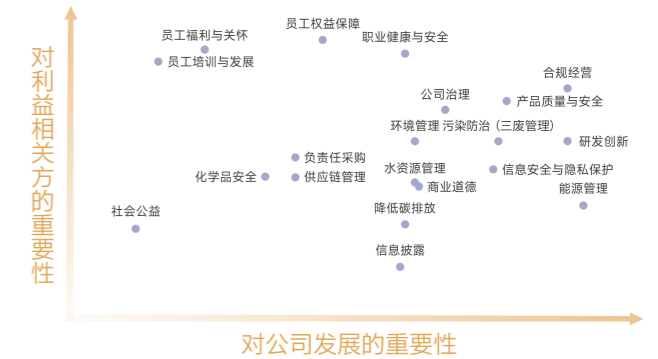 对利益相关方的重要性
员工权益保障
员工福利与关怀
职业健康与安全
员工培训与发展
合规经营
公司治理
产品质量与安全
环境管理
污染防治（三废管理）
研发创新
负责任采购
水资源管理
信息安全与隐私保护
化学品安全
供应链管理
商业道德
能源管理
社会公益
降低碳排放
信息披露
对公司发展的重要性